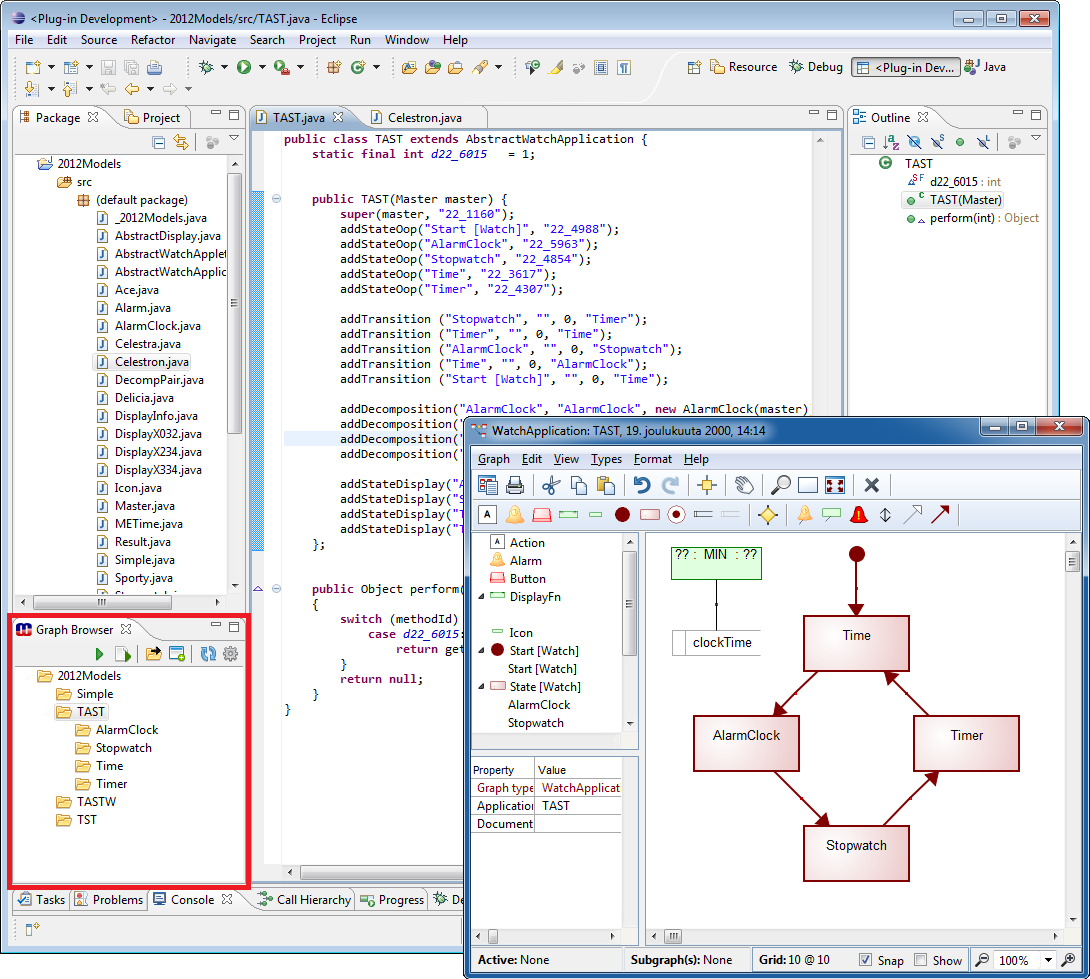 <Plug-in Development> - 2012Models/src/TAST.java - Eclipse
File Edit Source Refactor Navigate Search Project Run Window Help
Resource Debug <Plug-in Dev... Java
Package Project
2012Models
src
(default package)
_2012Models.java
AbstractDisplay.java
AbstractWatchApplet
AbstractWatchApplic
Ace.java
Alarm.java
AlarmClock.java
Celestra.java
Celestron.java
DecompPair.java
Delicia.java
DisplayInfo.java
DisplayX032.java
DisplayX234.java
DisplayX334.java
Icon.java
Master.java
METime.java
Result.java
Simple.java
Sporty.java
Graph Browser
2012Models
Simple
TAST
AlarmClock
Stopwatch
Time
Timer
TASTW
TST
TAST.java Celestron.java
public class TAST extends AbstractWatchApplication {
static final int d22_6015 = 1;
public TAST(Master master) {
super(master, "22_1160");
addStateOop("Start [Watch]", "22_4988");
addStateOop("AlarmClock", "22_5963");
addStateOop("Stopwatch", "22_4854");
addStateOop("Time", "22_3617");
addStateOop("Timer", "22_4307");
addTransition ("Stopwatch", "", 0, "Timer");
addTransition ("Timer", "", 0, "Time");
addTransition ("AlarmClock", "", 0, "Stopwatch");
addTransition ("Time", "", 0, "AlarmClock");
addTransition ("Start [Watch]", "", 0, "Time");
addDecomposition("AlarmClock", "AlarmClock", new AlarmClock(master)
addDecomposition("
addDecomposition("
addDecomposition("
addStateDisplay("A
addStateDisplay("S
addStateDisplay("T
addStateDisplay("T
};
public Object perform(
{
switch (methodId)
case d22_6015:
return get
}
return null;
}
}
Outline
TAST
d22_6015 : int
TAST(Master)
perform(int) : Object
Tasks Problems Console Call Hierarchy Progress De
WatchApplication: TAST, 19. joulukuuta 2000, 14:14
Graph Edit View Types Format Help
A
A Action
Alarm
Button
DisplayFn
Icon
Start [Watch]
Start [Watch]
State [Watch]
AlarmClock
Stopwatch
Property Value
Graph type WatchApplicat
Application TAST
Document
?? : MIN : ??
clockTime
Time
AlarmClock
Timer
Stopwatch
Active: None Subgraph(s): None Grid: 10 @ 10 Snap Show 100%